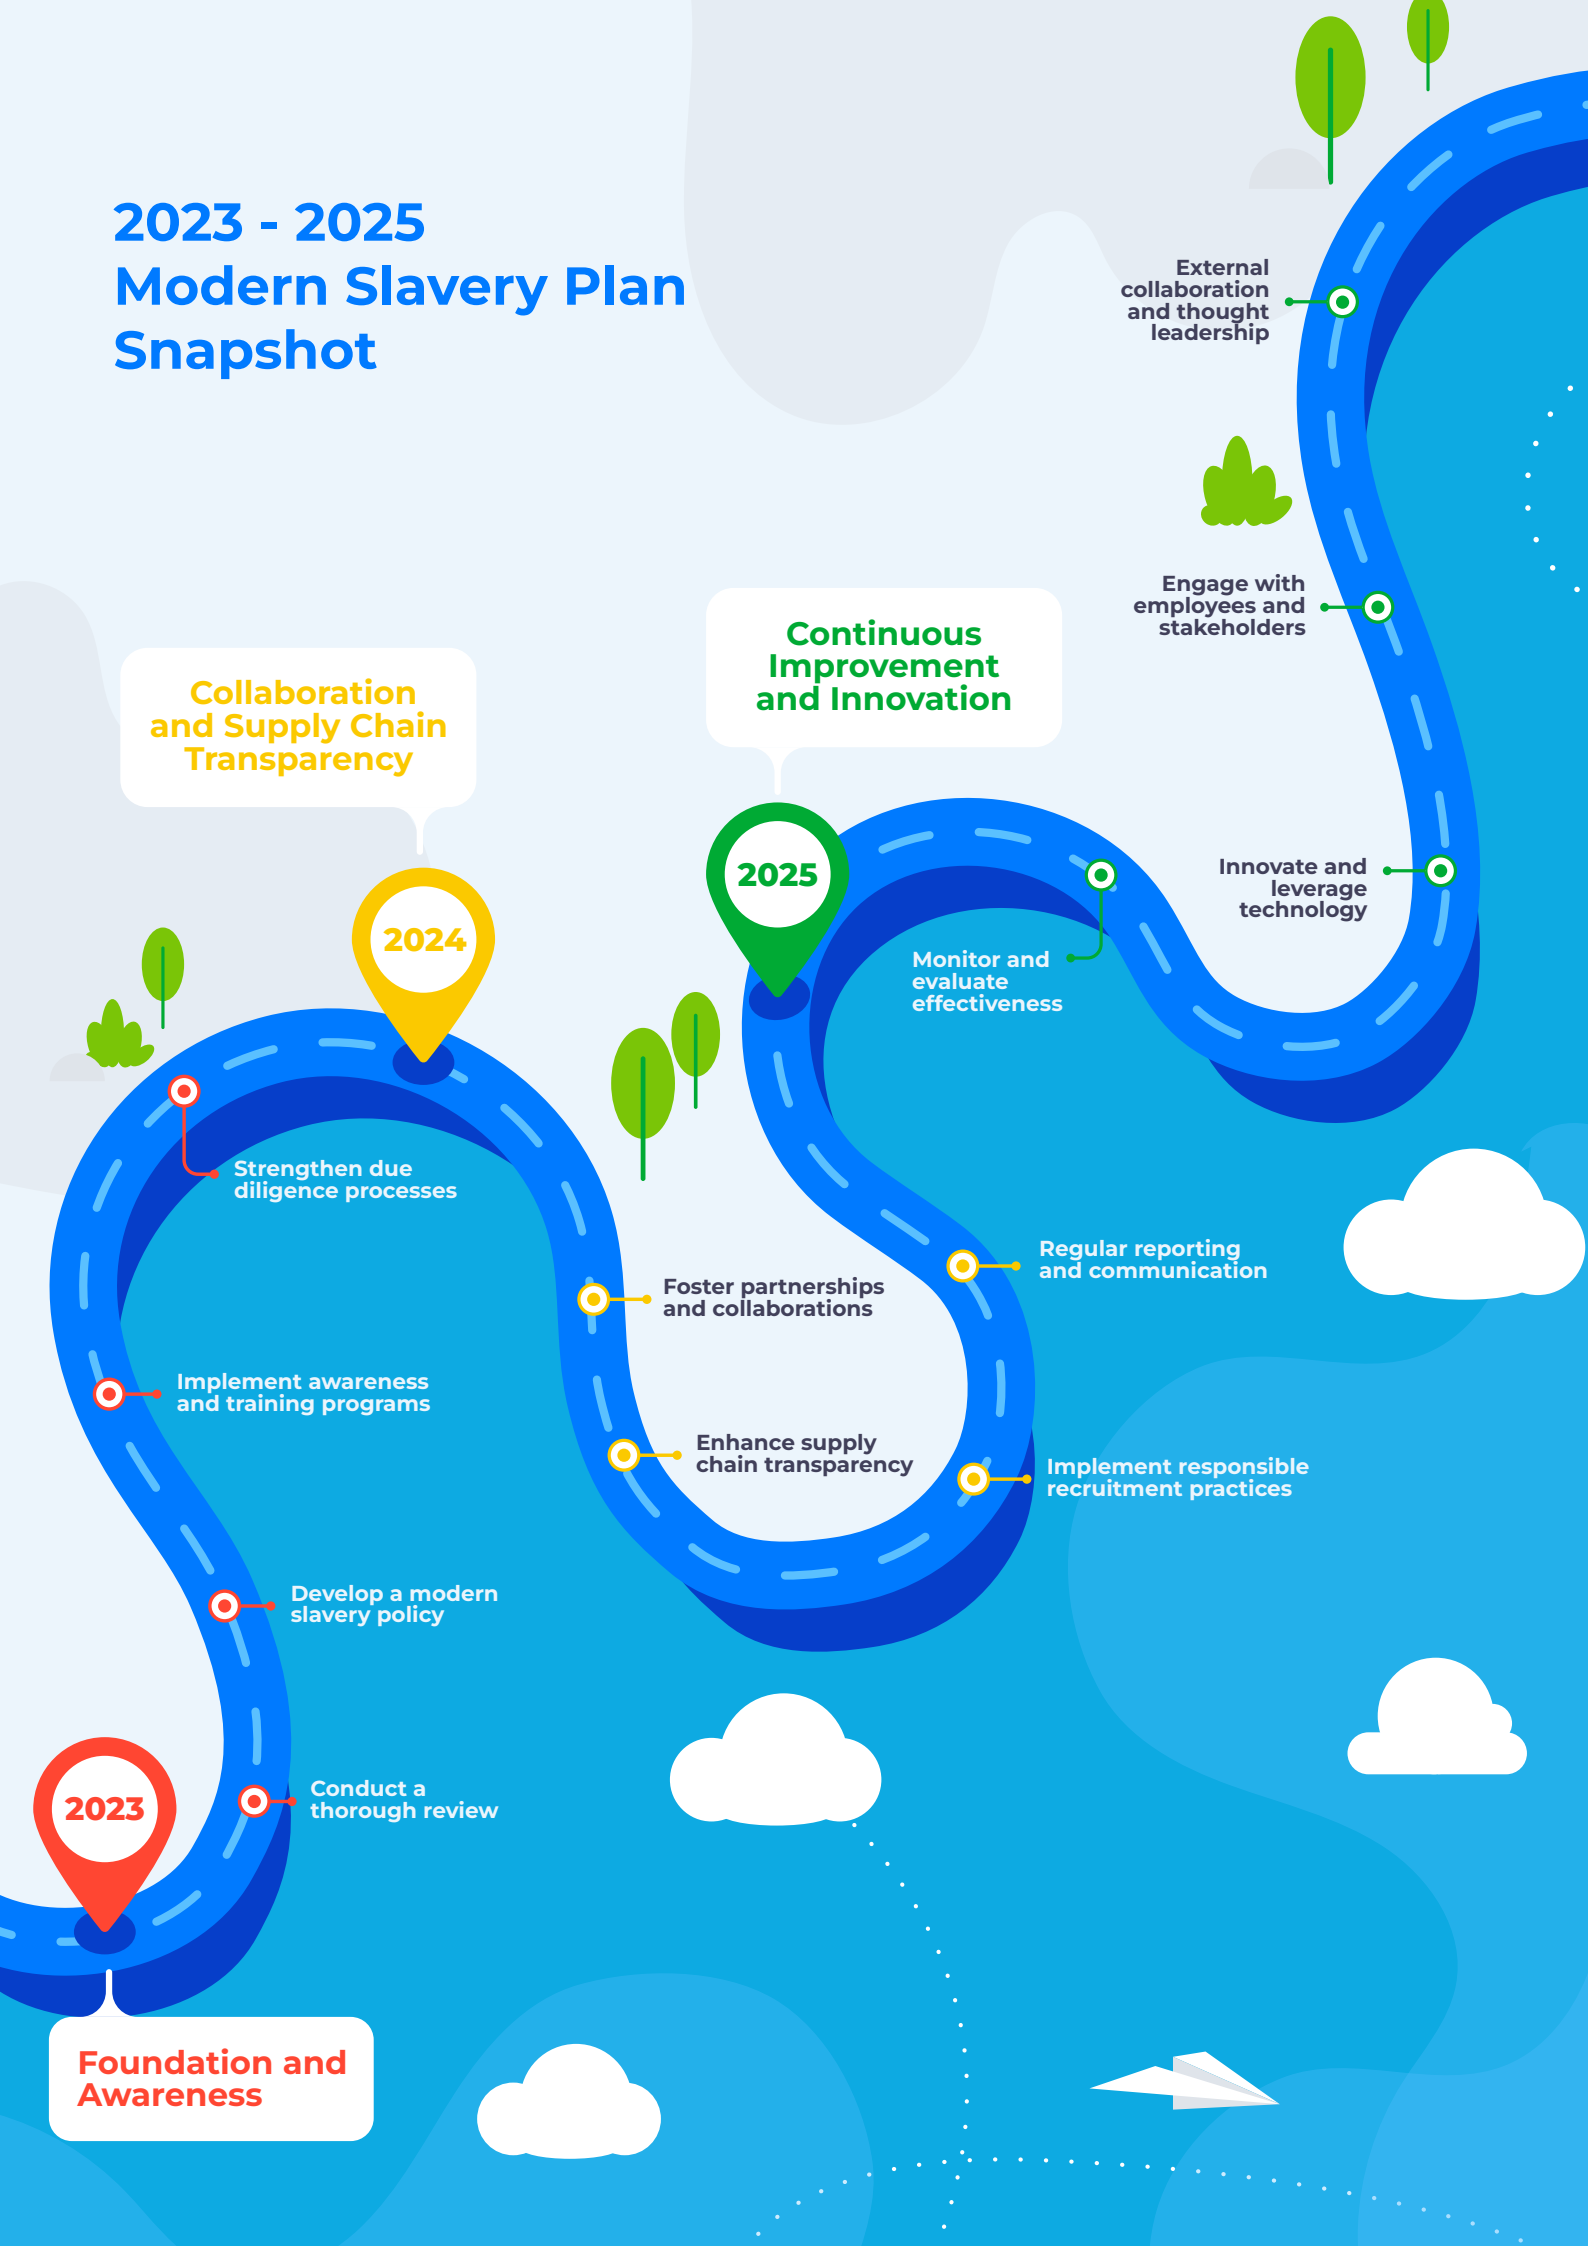 2023 - 2025
Modern Slavery Plan
Snapshot
External
collaboration
and thought
leadership
Engage with
employees and
stakeholders
Continuous
Improvement
and Innovation
Collaboration
and Supply Chain
Transparency
2025
Innovate and
leverage
technology
2024
Monitor and
evaluate
effectiveness
Strengthen due
diligence processes
Regular reporting
and communication
Foster partnerships
and collaborations
Implement awareness
and training programs
Enhance supply
chain transparency
Implement responsible
recruitment practices
Develop a modern
slavery policy
Conduct a
thorough review
2023
Foundation and
Awareness